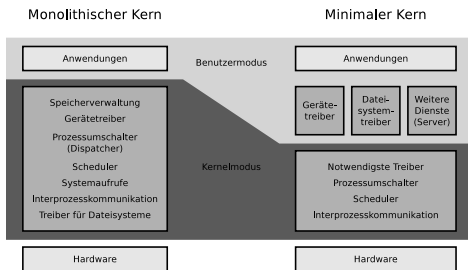 Monolithischer Kern
Minimaler Kern
Anwendungen
Benutzermodus
Anwendungen
Geräte-
treiber
Datei-
system-
treiber
Weitere
Dienste
(Server)
Speicherverwaltung
Gerätetreiber
Prozessumschalter
(Dispatcher)
Scheduler
Systemaufrufe
Interprozesskommunikation
Treiber für Dateisysteme
Kernelmodus
Notwendigste Treiber
Prozessumschalter
Scheduler
Interprozesskommunikation
Hardware
Hardware